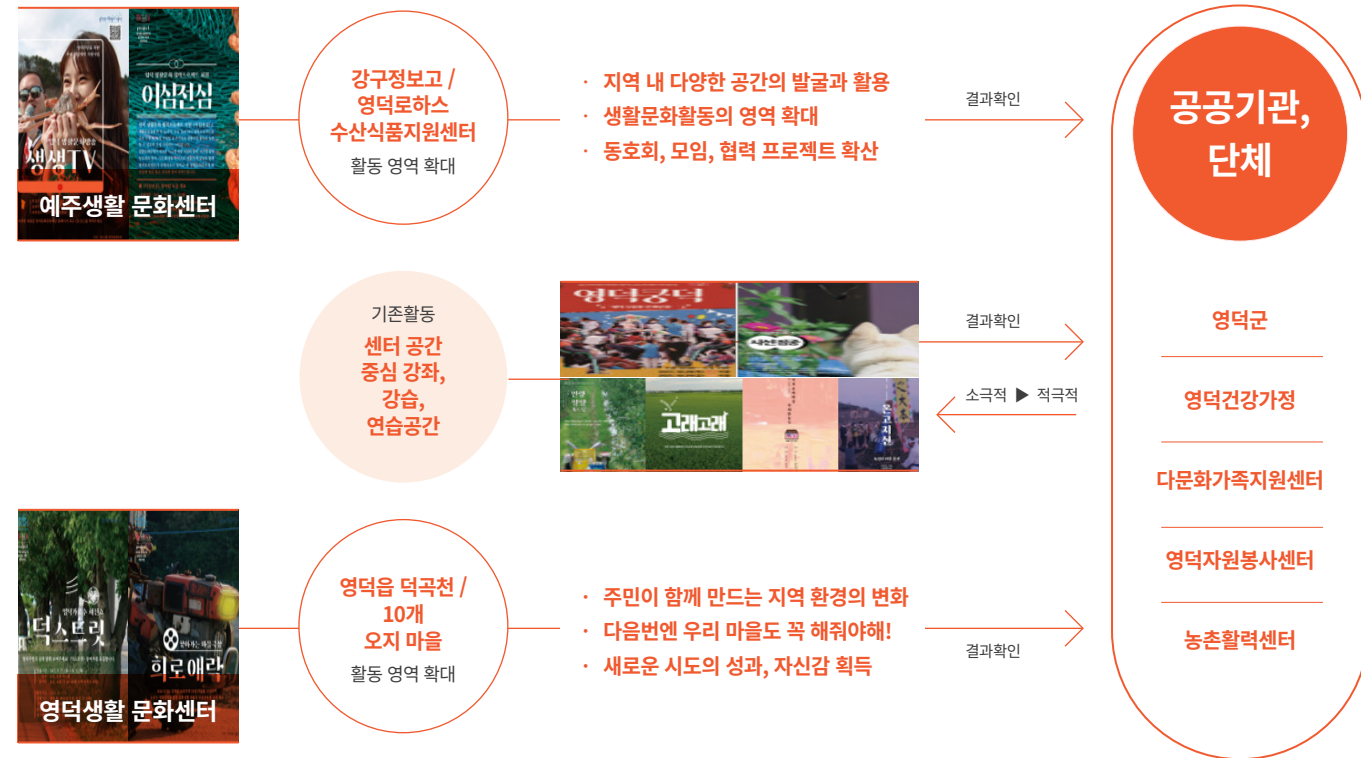 이심전심
생생TV
예주생활 문화센터
강구정보고 /
영덕로하스
수산식품지원센터
활동 영역 확대
· 지역 내 다양한 공간의 발굴과 활용
· 생활문화활동의 영역 확대
· 동호회, 모임, 협력 프로젝트 확산
결과확인
공공기관,
단체
기존활동
센터 공간
중심 강좌,
강습,
연습공간
영덕궁덕
고래고래
온고지신
결과확인
소극적 ▶ 적극적
영덕군
영덕건강가정
다문화가족지원센터
영덕자원봉사센터
농촌활력센터
덕스트릿
희로애락
영덕생활 문화센터
영덕읍 덕곡천 /
10개
오지 마을
활동 영역 확대
· 주민이 함께 만드는 지역 환경의 변화
· 다음번엔 우리 마을도 꼭 해줘야해!
· 새로운 시도의 성과, 자신감 획득
결과확인